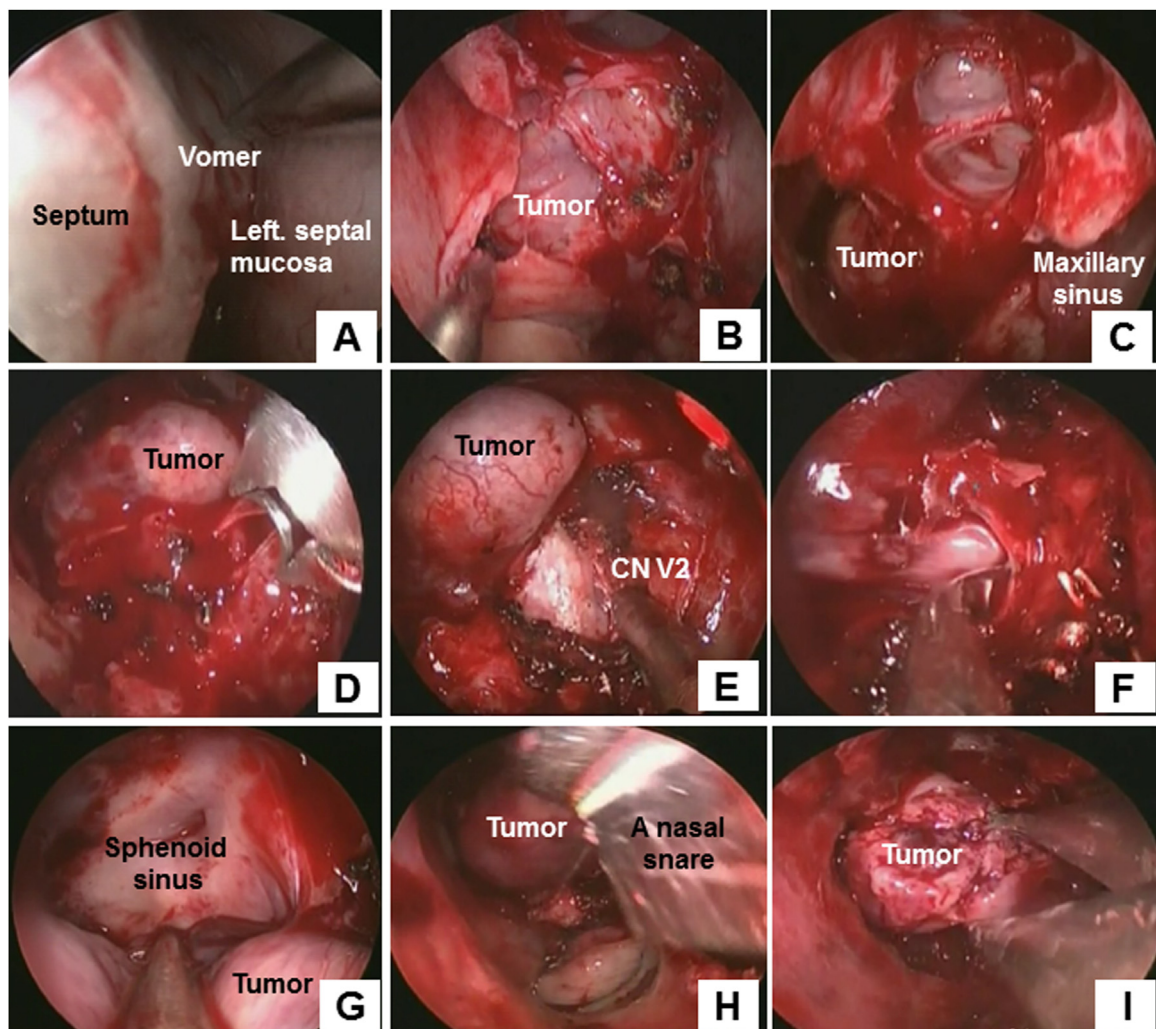 Vomer
Septum
Left. septal
mucosa
A
Tumor
B
Tumor
Maxillary
sinus
C
Tumor
D
Tumor
CN V2
E
F
Sphenoid
sinus
Tumor
G
Tumor
A nasal
snare
H
Tumor
I